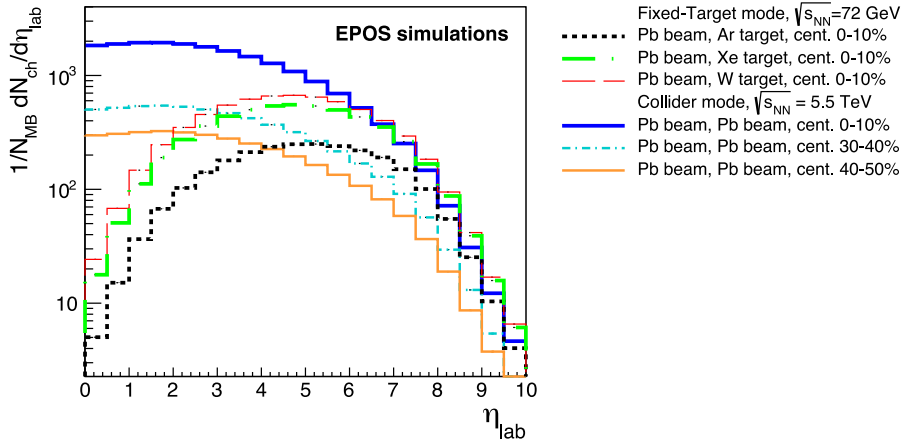 1/N_MB dN_ch/dη_lab
10³
10²
10
EPOS simulations
0 1 2 3 4 5 6 7 8 9 10
η_lab
Fixed-Target mode, √s_NN=72 GeV
Pb beam, Ar target, cent. 0-10%
Pb beam, Xe target, cent. 0-10%
Pb beam, W target, cent. 0-10%
Collider mode, √s_NN = 5.5 TeV
Pb beam, Pb beam, cent. 0-10%
Pb beam, Pb beam, cent. 30-40%
Pb beam, Pb beam, cent. 40-50%